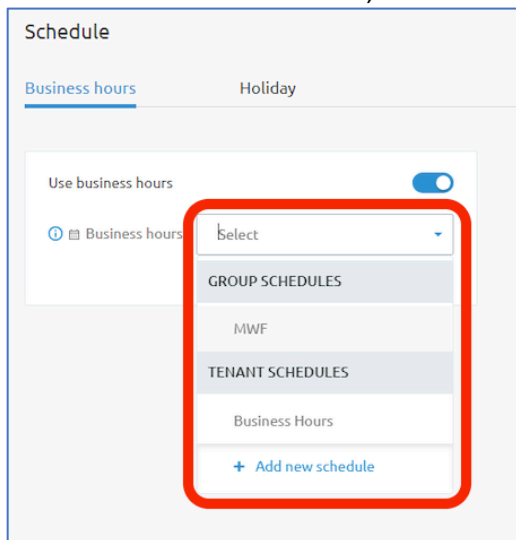 Schedule
Business hours Holiday
Use business hours
Business hours Select
GROUP SCHEDULES
MWF
TENANT SCHEDULES
Business Hours
+ Add new schedule